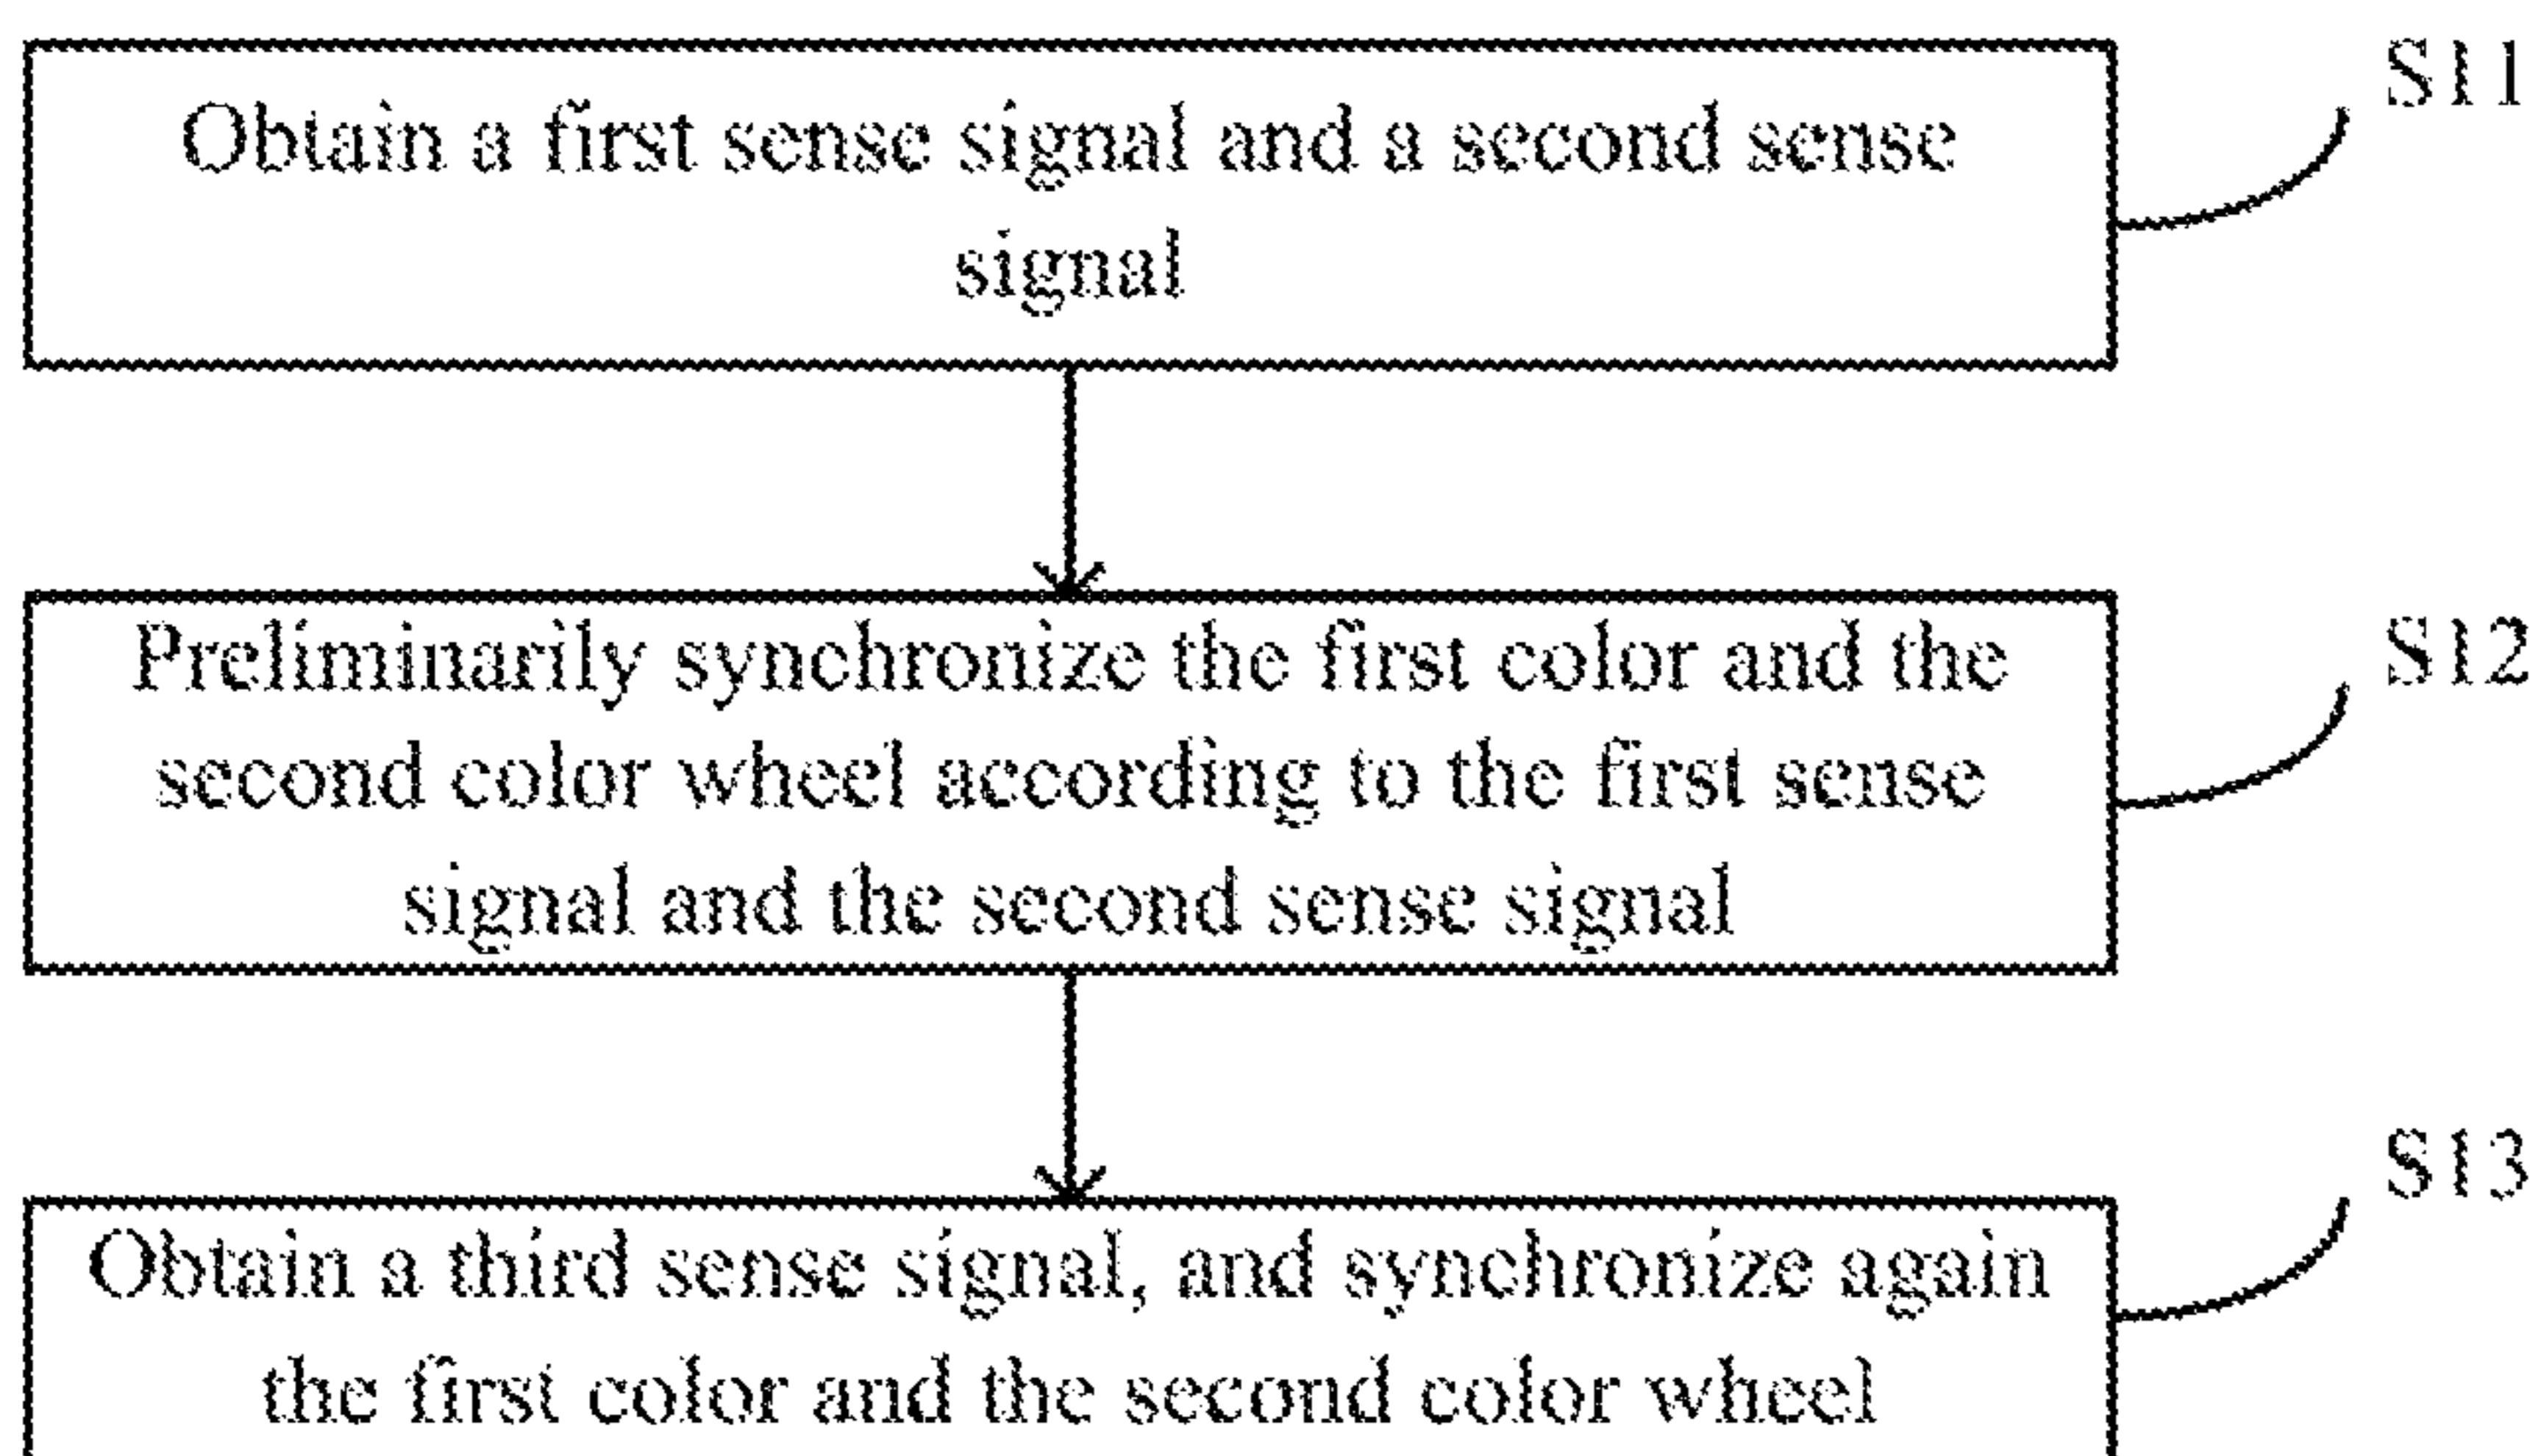 S11
Obtain a first sense signal and a second sense
signal
S12
Preliminarily synchronize the first color and the
second color wheel according to the first sense
signal and the second sense signal
S13
Obtain a third sense signal, and synchronize again
the first color and the second color wheel